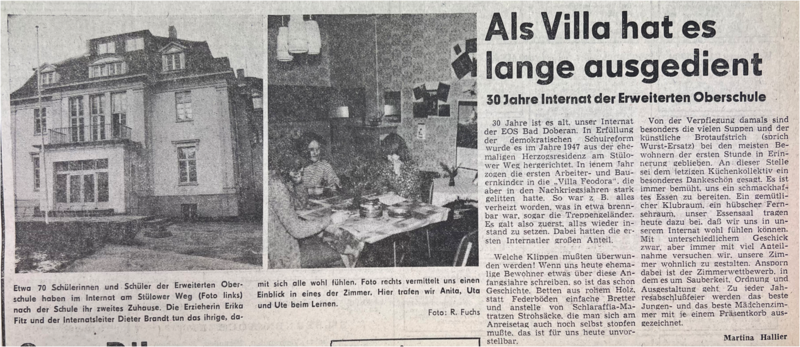 Als Villa hat es
lange ausgedient
30 Jahre Internat der Erweiterten Oberschule
30 Jahre ist es alt, unser Internat
der EOS Bad Doberan. In Erfüllung
der demokratischen Schulreform
wurde es im Jahre 1947 aus der ehe-
maligen Herzogsresidenz am Stülo-
wer Weg hergerichtet. In jenem Jahr
zogen die ersten Arbeiter- und Bau-
ernkinder in die „Villa Feodora", die
aber in den Nachkriegsjahren stark
gelitten hatte. So war z. B. alles
verheizt worden, was in etwa brenn-
bar war, sogar die Treppengeländer.
Es galt also zuerst, alles wieder in-
stand zu setzen. Dabei hatten die er-
sten Internatler großen Anteil.
Welche Klippen mußten überwun-
den werden! Wenn uns heute ehema-
lige Bewohner etwas über diese An-
fangsjahre schreiben, so ist das schon
Geschichte. Betten aus rohem Holz,
statt Federböden einfache Bretter
und anstelle von Schlaraffia-Ma-
tratzen Strohsäcke, die man sich am
Anreisetag auch noch selbst stopfen
mußte, das ist für uns heute unvor-
stellbar.
Von der Verpflegung damals sind
besonders die vielen Suppen und der
künstliche Brotaufstrich (sprich
Wurst-Ersatz) bei den meisten Be-
wohnern der ersten Stunde in Erin-
nerung geblieben. An dieser Stelle
sei dem jetzigen Küchenkollektiv ein
besonderes Dankeschön gesagt. Es ist
immer bemüht, uns ein schmackhaf-
tes Essen zu bereiten. Ein gemütli-
cher Klubraum, ein hübscher Fern-
sehraum, unser Essensaal tragen
heute dazu bei, daß wir uns in un-
serem Internat wohl fühlen können.
Mit unterschiedlichem Geschick
zwar, aber immer mit viel Anteil-
nahme versuchen wir, unsere Zim-
mer wohnlich zu gestalten. Ansporn
dabei ist der Zimmerwettbewerb, in
dem es um Sauberkeit, Ordnung und
Ausgestaltung geht. Zu jeder Jah-
resabschlußfeier werden das beste
Jungen- und das beste Mädchenzim-
mer mit je einem Präsentkorb aus-
gezeichnet.
Martina Hallier
Etwa 70 Schülerinnen und Schüler der Erweiterten Ober-
schule haben im Internat am Stülower Weg (Foto links)
nach der Schule ihr zweites Zuhause. Die Erzieherin Erika
Fitz und der Internatsleiter Dieter Brandt tun das ihrige, da-
mit sich alle wohl fühlen. Foto rechts vermittelt uns einen
Einblick in eines der Zimmer. Hier trafen wir Anita, Uta
und Ute beim Lernen.
Foto: R. Fuchs